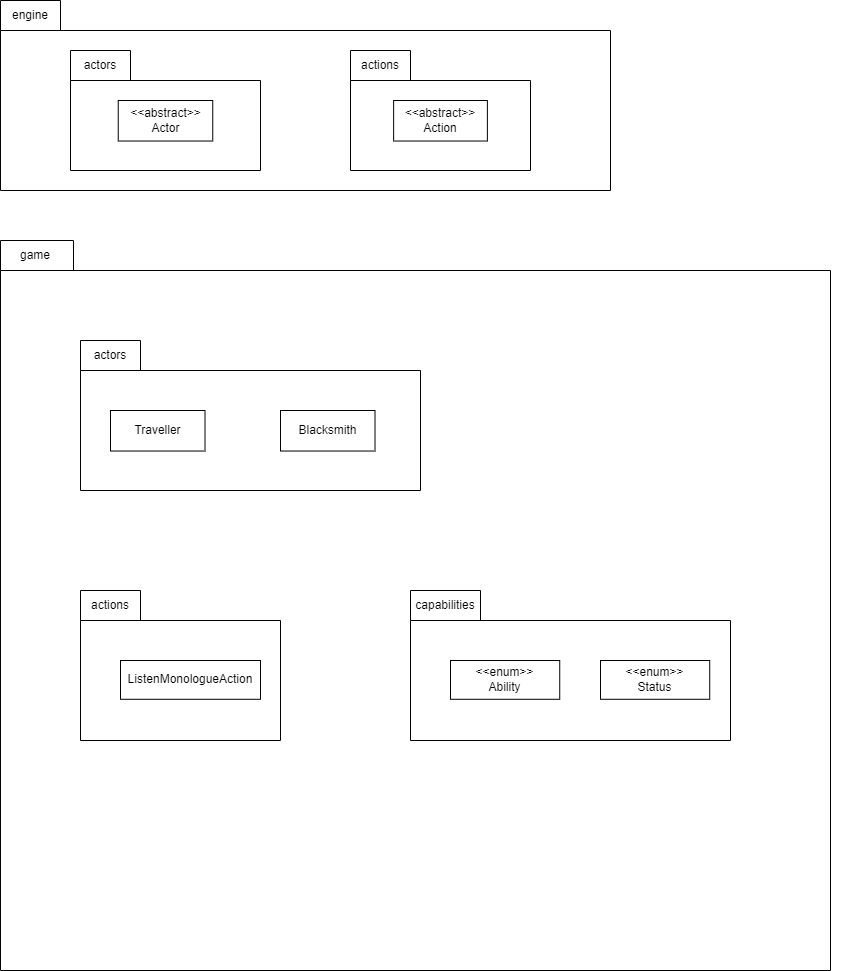 engine
actors
actions
<<abstract>>
Actor
<<abstract>>
Action
game
actors
Traveller
Blacksmith
actions
capabilities
ListenMonologueAction
<<enum>>
Ability
<<enum>>
Status